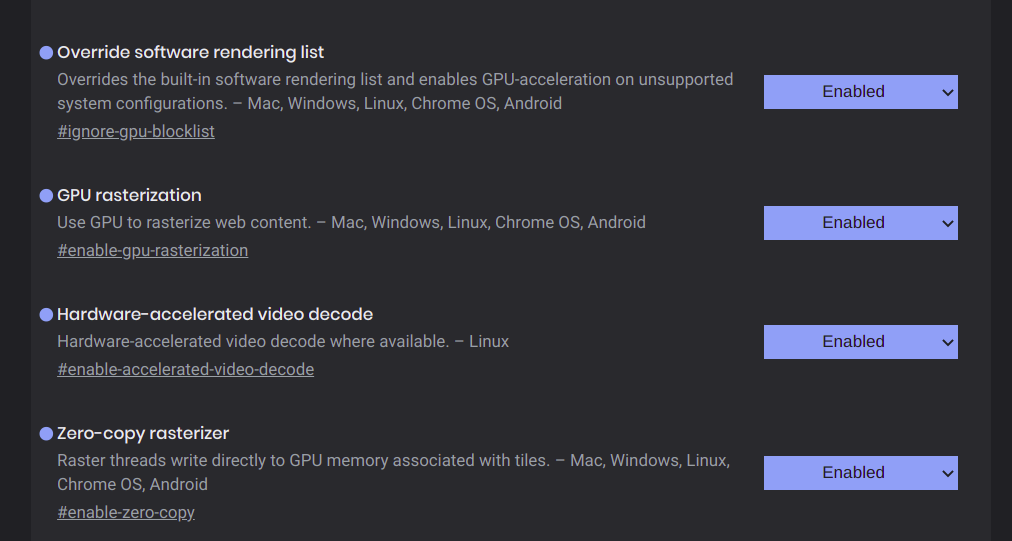 Override software rendering list
Overrides the built-in software rendering list and enables GPU-acceleration on unsupported
system configurations. – Mac, Windows, Linux, Chrome OS, Android
#ignore-gpu-blocklist
Enabled
GPU rasterization
Use GPU to rasterize web content. – Mac, Windows, Linux, Chrome OS, Android
#enable-gpu-rasterization
Enabled
Hardware-accelerated video decode
Hardware-accelerated video decode where available. – Linux
#enable-accelerated-video-decode
Enabled
Zero-copy rasterizer
Raster threads write directly to GPU memory associated with tiles. – Mac, Windows, Linux,
Chrome OS, Android
#enable-zero-copy
Enabled